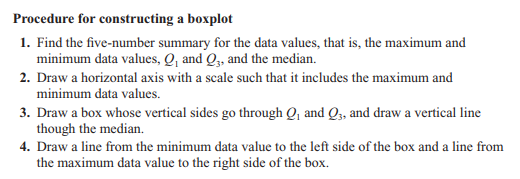 Procedure for constructing a boxplot
1. Find the five-number summary for the data values, that is, the maximum and
minimum data values, Q₁ and Q₃, and the median.
2. Draw a horizontal axis with a scale such that it includes the maximum and
minimum data values.
3. Draw a box whose vertical sides go through Q₁ and Q₃, and draw a vertical line
though the median.
4. Draw a line from the minimum data value to the left side of the box and a line from
the maximum data value to the right side of the box.